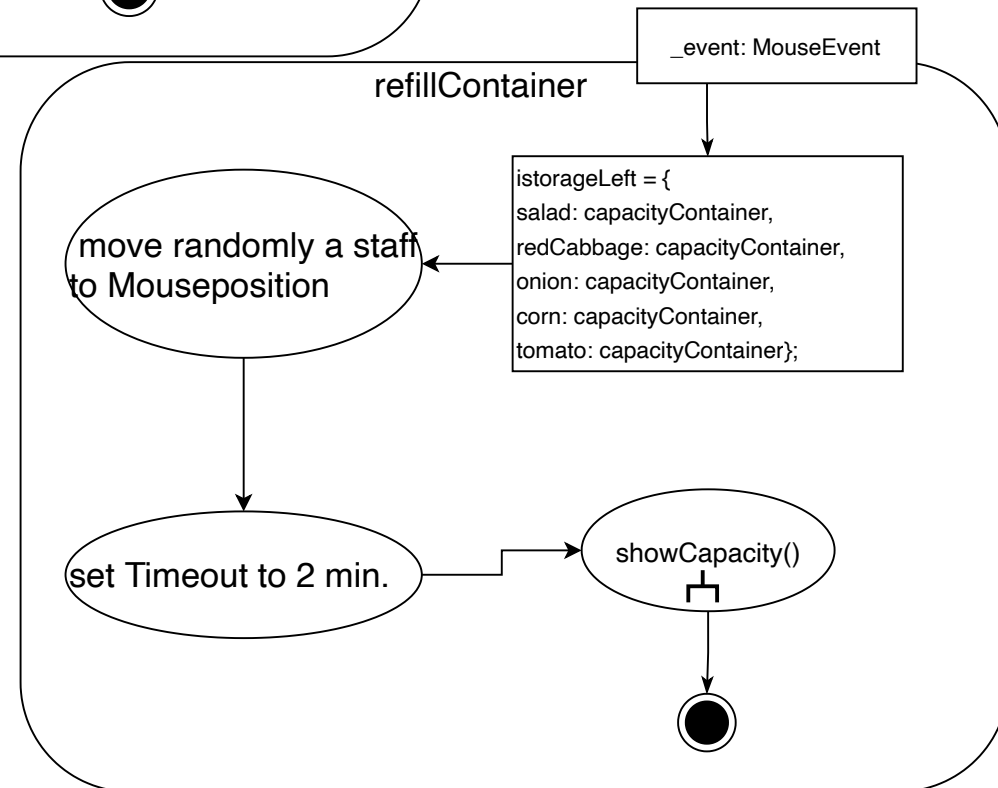 _event: MouseEvent
refillContainer
istorageLeft = {
salad: capacityContainer,
redCabbage: capacityContainer,
onion: capacityContainer,
corn: capacityContainer,
tomato: capacityContainer};
move randomly a staff
to Mouseposition
set Timeout to 2 min.
showCapacity()